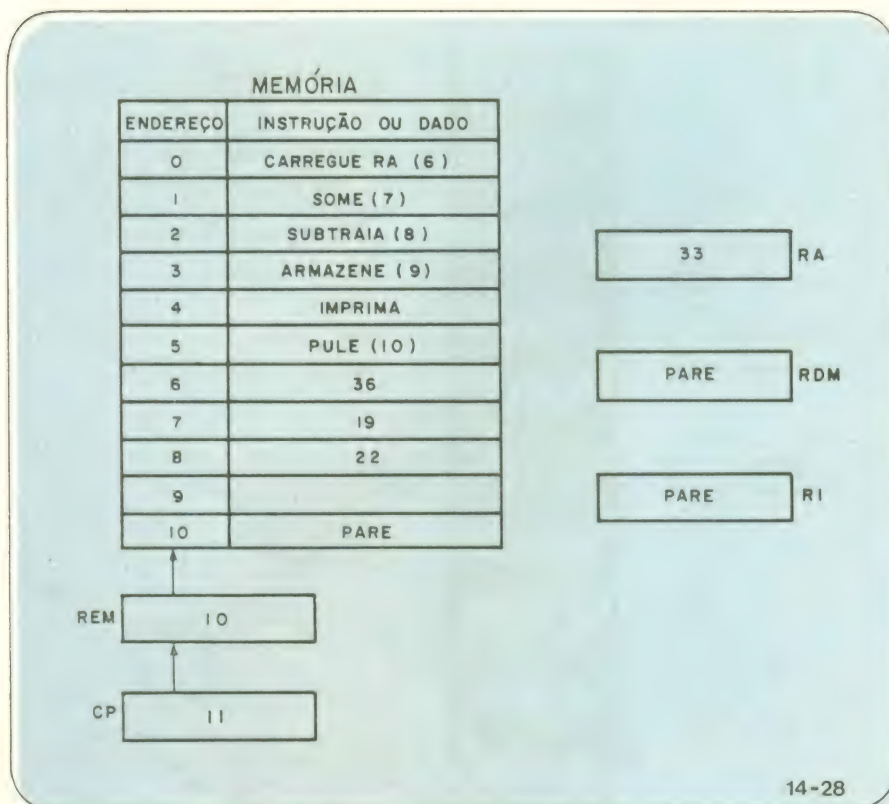 MEMÓRIA
ENDEREÇO INSTRUÇÃO OU DADO
0 CARREGUE RA (6)
1 SOME (7)
2 SUBTRAIA (8)
3 ARMAZENE (9)
4 IMPRIMA
5 PULE (10)
6 36
7 19
8 22
9
10 PARE
33 RA
PARE RDM
PARE RI
REM 10
CP 11
14-28